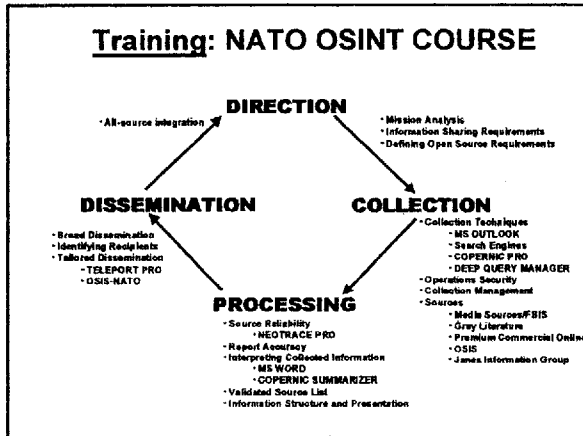 Training: NATO OSINT COURSE
DIRECTION
· All-source integration
· Mission Analysis
· Information Sharing Requirements
· Defining Open Source Requirements
DISSEMINATION
· Broad Dissemination
· Identifying Recipients
· Tailored Dissemination
· TELEPORT PRO
· OSIS-NATO
COLLECTION
· Collection Techniques
· MS OUTLOOK
· Search Engines
· COPERNIC PRO
· DEEP QUERY MANAGER
· Operations Security
· Collection Management
· Sources
· Media Sources/FBIS
· Gray Literature
· Premium Commercial Online
· OSIS
· Janes Information Group
PROCESSING
· Source Reliability
· NEOTRACE PRO
· Report Accuracy
· Interpreting Collected Information
· MS WORD
· COPERNIC SUMMARIZER
· Validated Source List
· Information Structure and Presentation